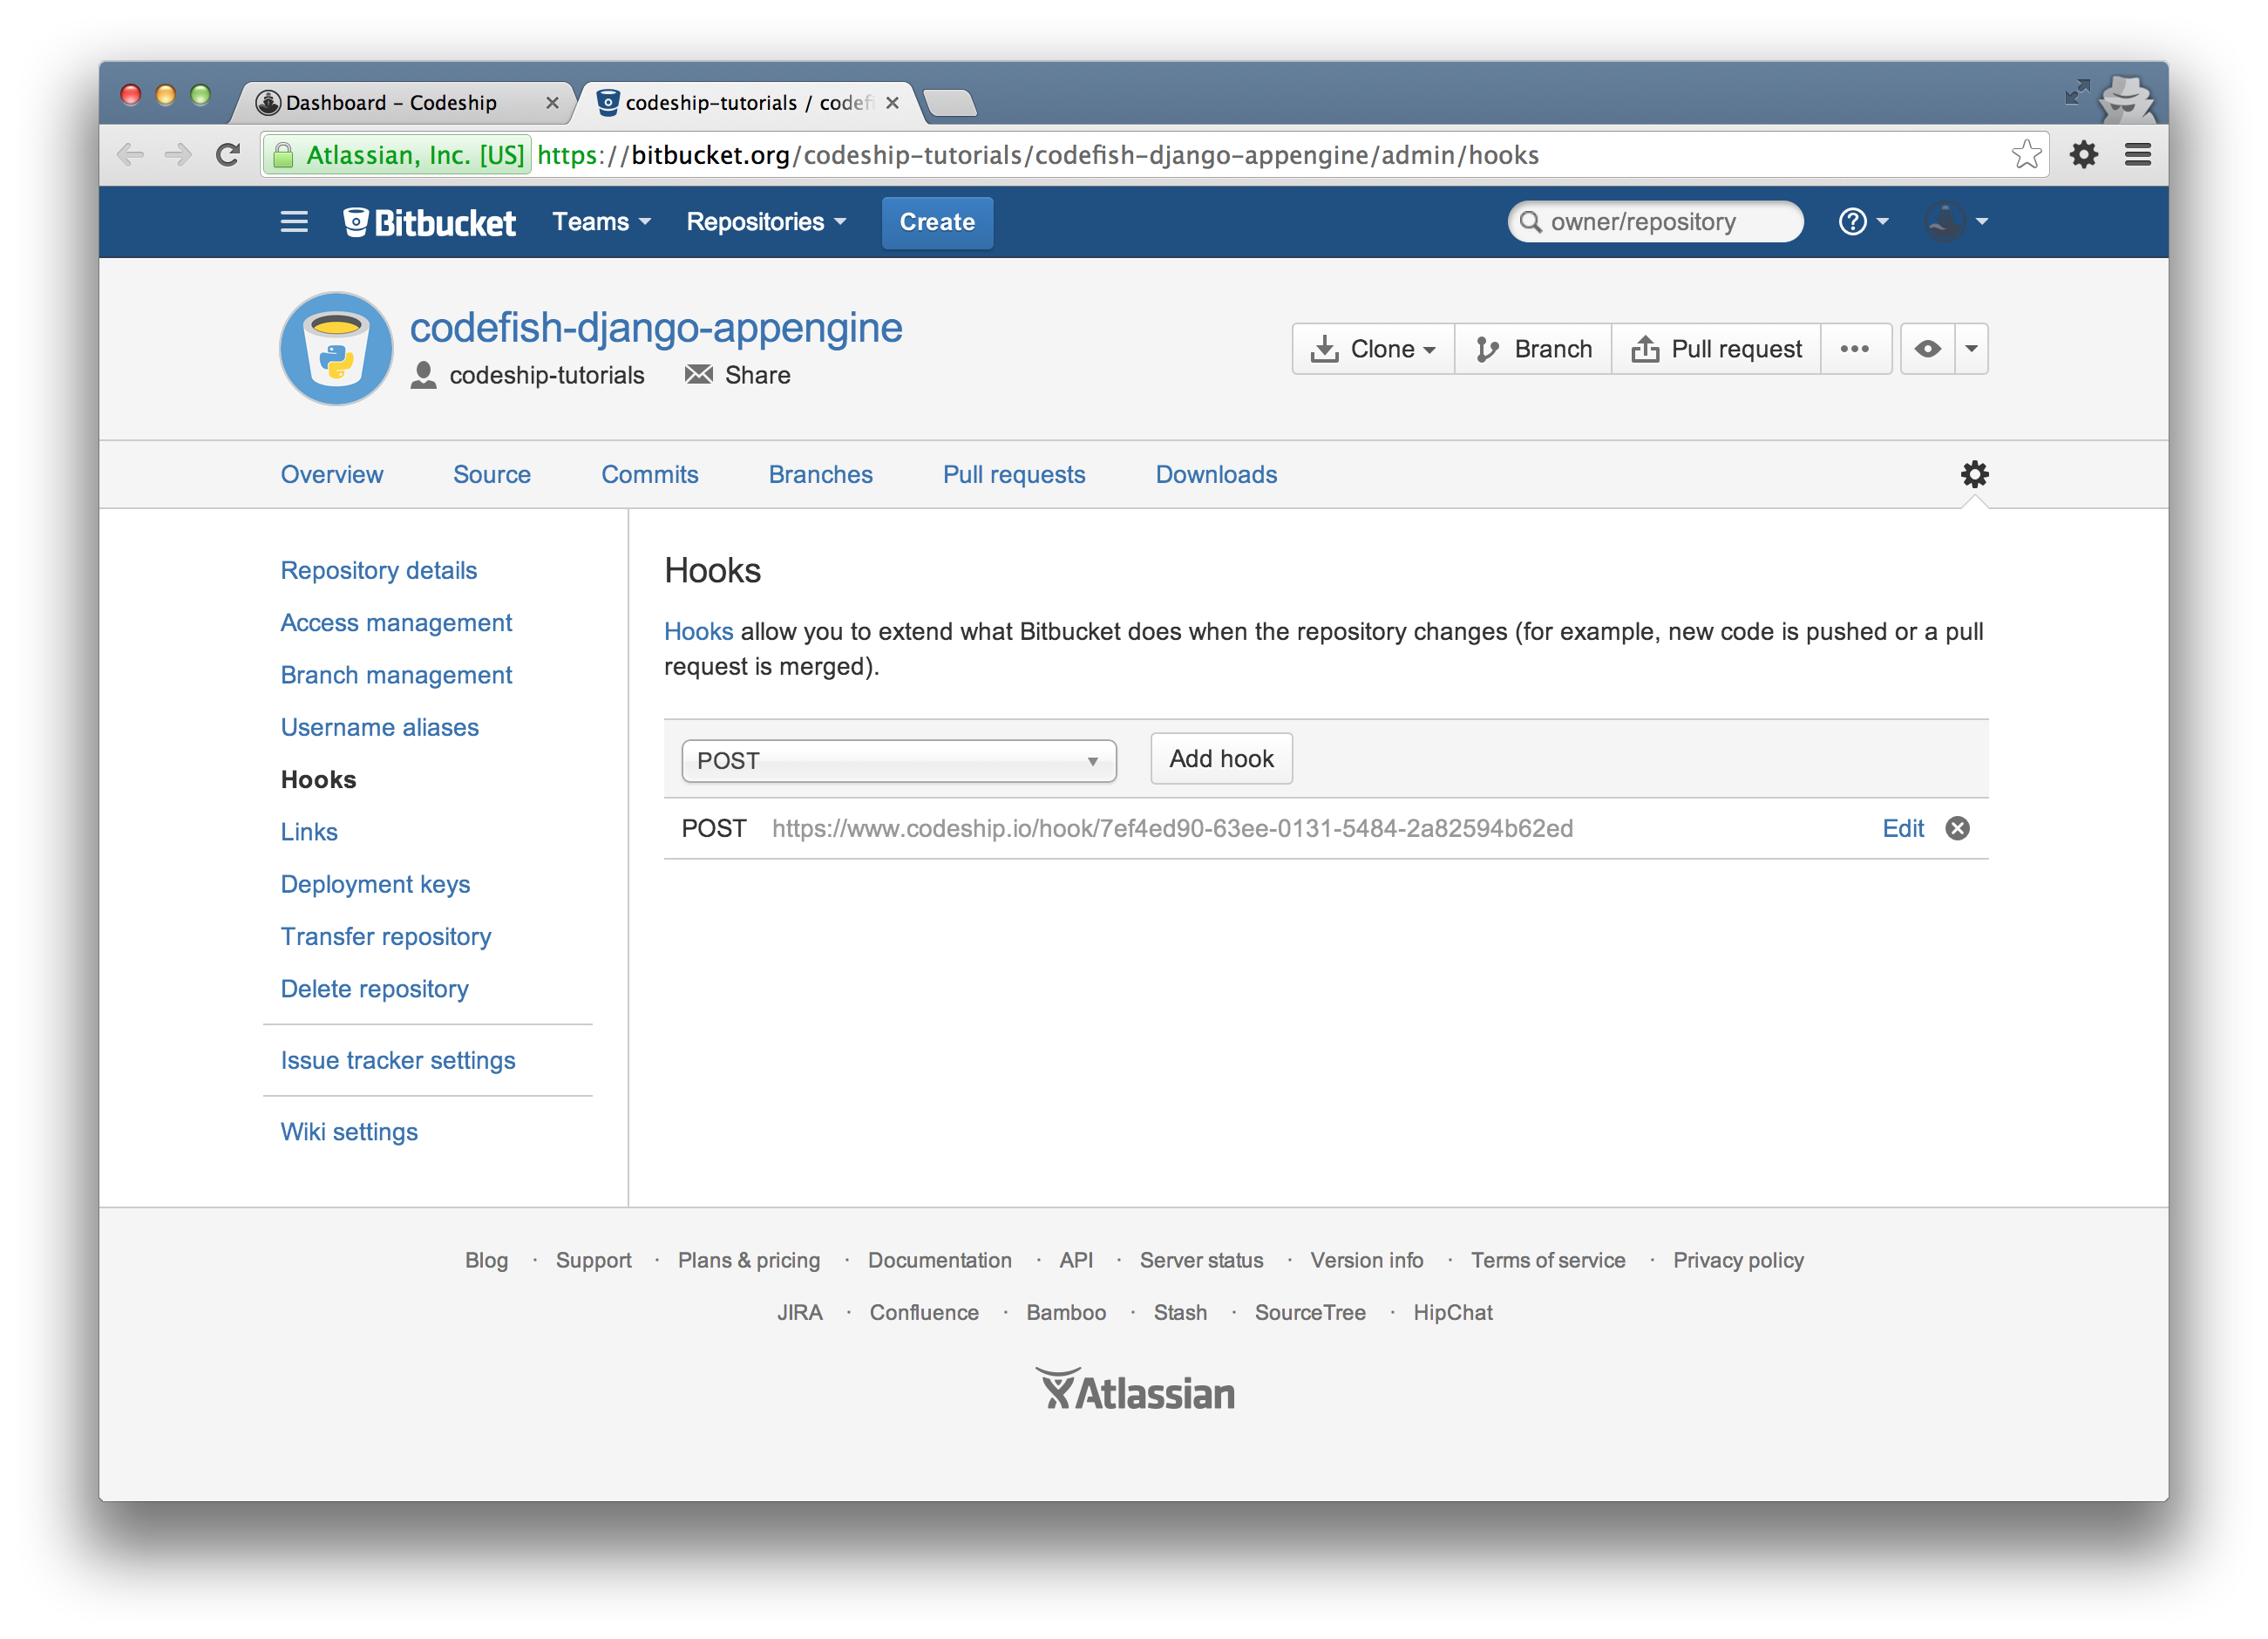 Dashboard – Codeship
codeship-tutorials / codefi
Atlassian, Inc. [US] https://bitbucket.org/codeship-tutorials/codefish-django-appengine/admin/hooks
Bitbucket Teams Repositories Create owner/repository
codefish-django-appengine
codeship-tutorials Share
Clone Branch Pull request
Overview Source Commits Branches Pull requests Downloads
Repository details
Access management
Branch management
Username aliases
Hooks
Links
Deployment keys
Transfer repository
Delete repository
Issue tracker settings
Wiki settings
Hooks
Hooks allow you to extend what Bitbucket does when the repository changes (for example, new code is pushed or a pull
request is merged).
POST Add hook
POST https://www.codeship.io/hook/7ef4ed90-63ee-0131-5484-2a82594b62ed Edit
Blog · Support · Plans & pricing · Documentation · API · Server status · Version info · Terms of service · Privacy policy
JIRA · Confluence · Bamboo · Stash · SourceTree · HipChat
Atlassian